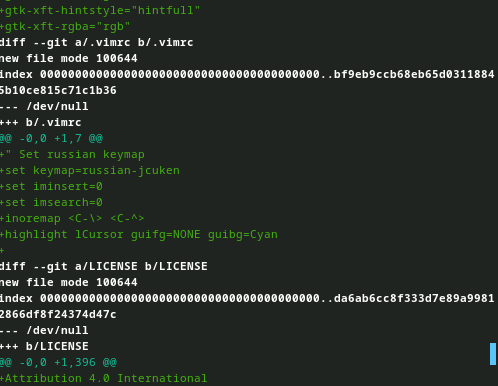 +gtk-xft-hintstyle="hintfull"
+gtk-xft-rgba="rgb"
diff --git a/.vimrc b/.vimrc
new file mode 100644
index 0000000000000000000000000000000000000000..bf9eb9ccb68eb65d0311884
5b10ce815c71c1b36
--- /dev/null
+++ b/.vimrc
@@ -0,0 +1,7 @@
+" Set russian keymap
+set keymap=russian-jcuken
+set iminsert=0
+set imsearch=0
+inoremap <C-\> <C-^>
+highlight lCursor guifg=NONE guibg=Cyan
+
diff --git a/LICENSE b/LICENSE
new file mode 100644
index 0000000000000000000000000000000000000000..da6ab6cc8f333d7e89a9981
2866df8f24374d47c
--- /dev/null
+++ b/LICENSE
@@ -0,0 +1,396 @@
+Attribution 4.0 International